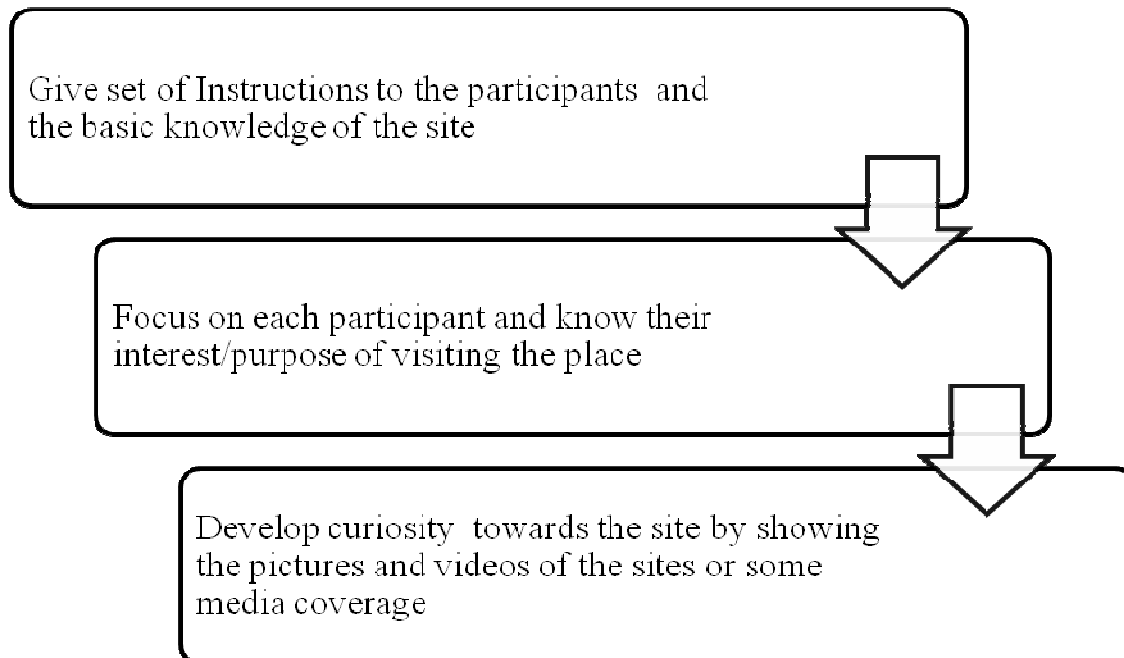 Give set of Instructions to the participants  and
the basic knowledge of the site
Focus on each participant and know their
interest/purpose of visiting the place
Develop curiosity  towards the site by showing
the pictures and videos of the sites or some
media coverage